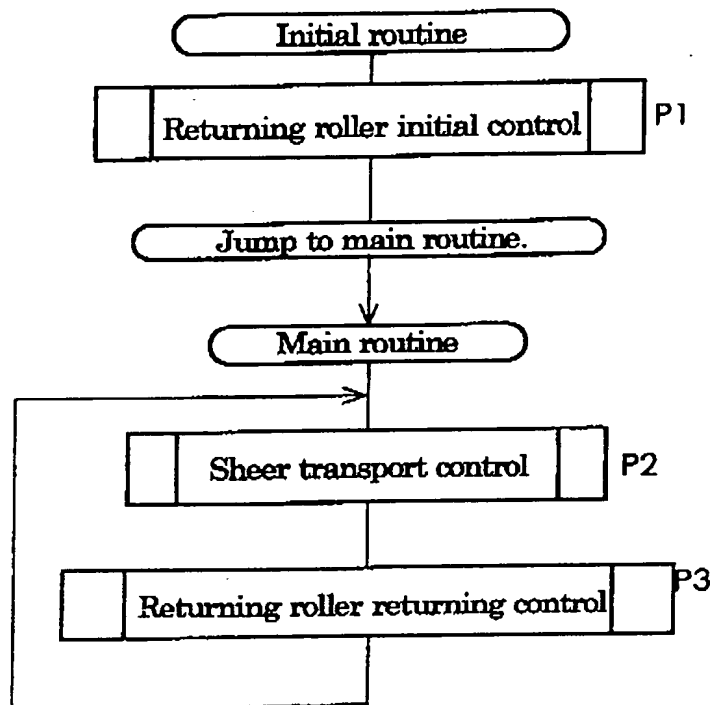 Initial routine
Returning roller initial control
P1
Jump to main routine.
Main routine
Sheer transport control
P2
Returning roller returning control
P3